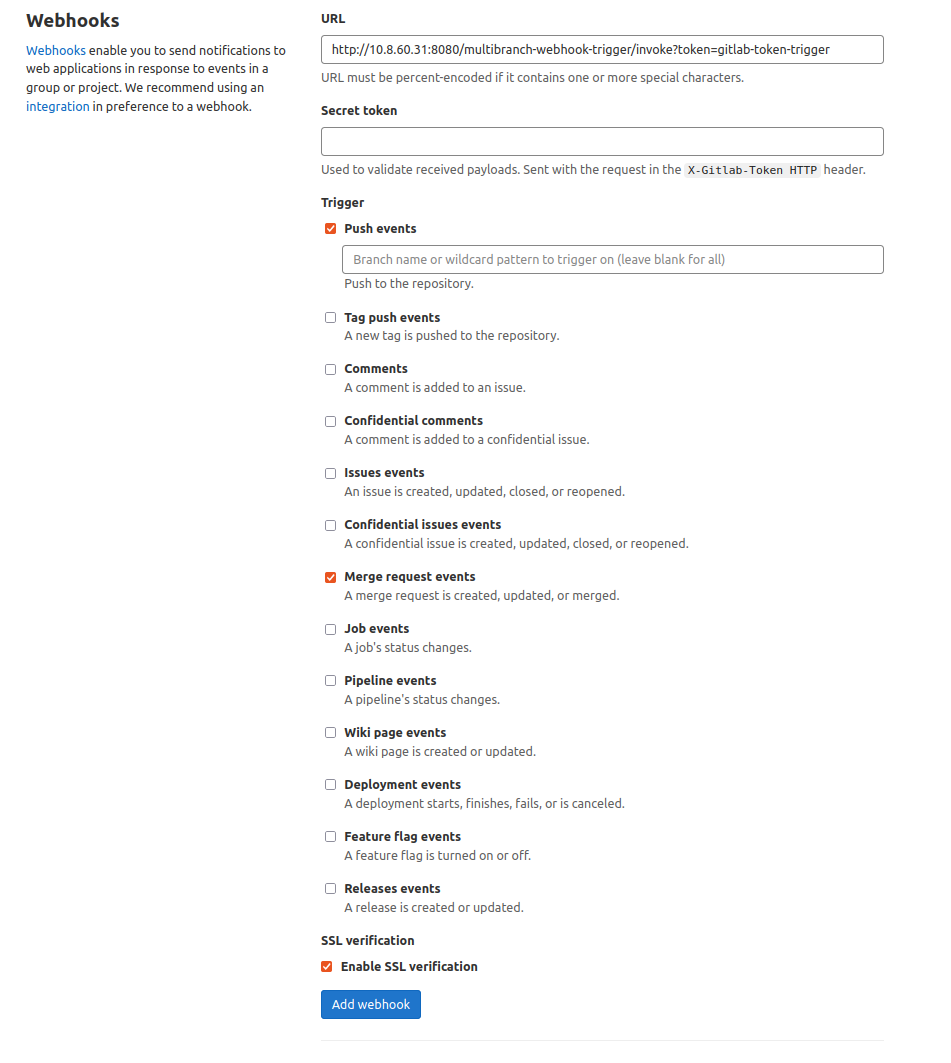 Webhooks
Webhooks enable you to send notifications to
web applications in response to events in a
group or project. We recommend using an
integration in preference to a webhook.
URL
http://10.8.60.31:8080/multibranch-webhook-trigger/invoke?token=gitlab-token-trigger
URL must be percent-encoded if it contains one or more special characters.
Secret token
Used to validate received payloads. Sent with the request in the X-Gitlab-Token HTTP header.
Trigger
Push events
Branch name or wildcard pattern to trigger on (leave blank for all)
Push to the repository.
Tag push events
A new tag is pushed to the repository.
Comments
A comment is added to an issue.
Confidential comments
A comment is added to a confidential issue.
Issues events
An issue is created, updated, closed, or reopened.
Confidential issues events
A confidential issue is created, updated, closed, or reopened.
Merge request events
A merge request is created, updated, or merged.
Job events
A job's status changes.
Pipeline events
A pipeline's status changes.
Wiki page events
A wiki page is created or updated.
Deployment events
A deployment starts, finishes, fails, or is canceled.
Feature flag events
A feature flag is turned on or off.
Releases events
A release is created or updated.
SSL verification
Enable SSL verification
Add webhook